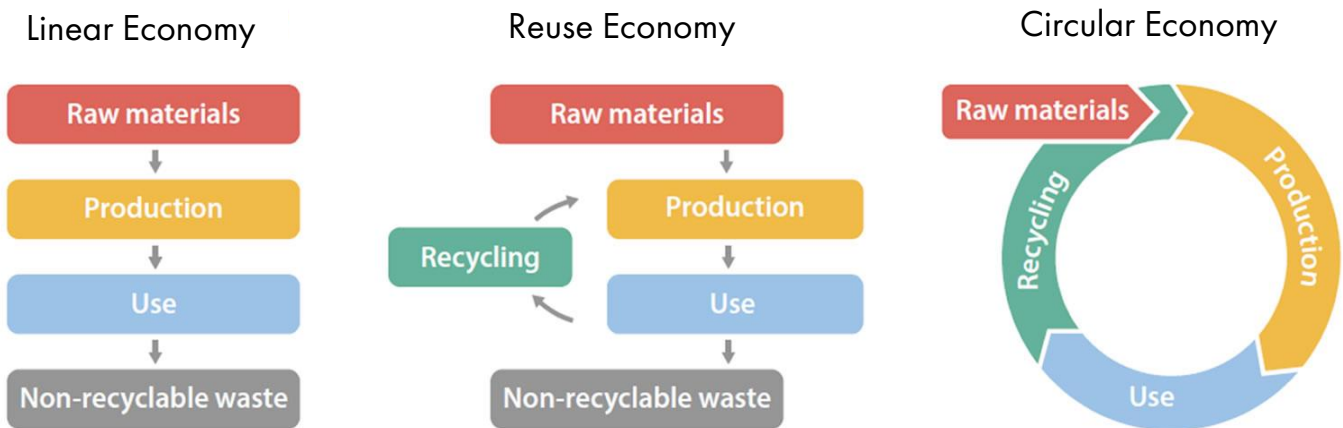 Linear Economy
Raw materials
Production
Use
Non-recyclable waste
Reuse Economy
Raw materials
Production
Recycling
Use
Non-recyclable waste
Circular Economy
Raw materials
Production
Recycling
Use